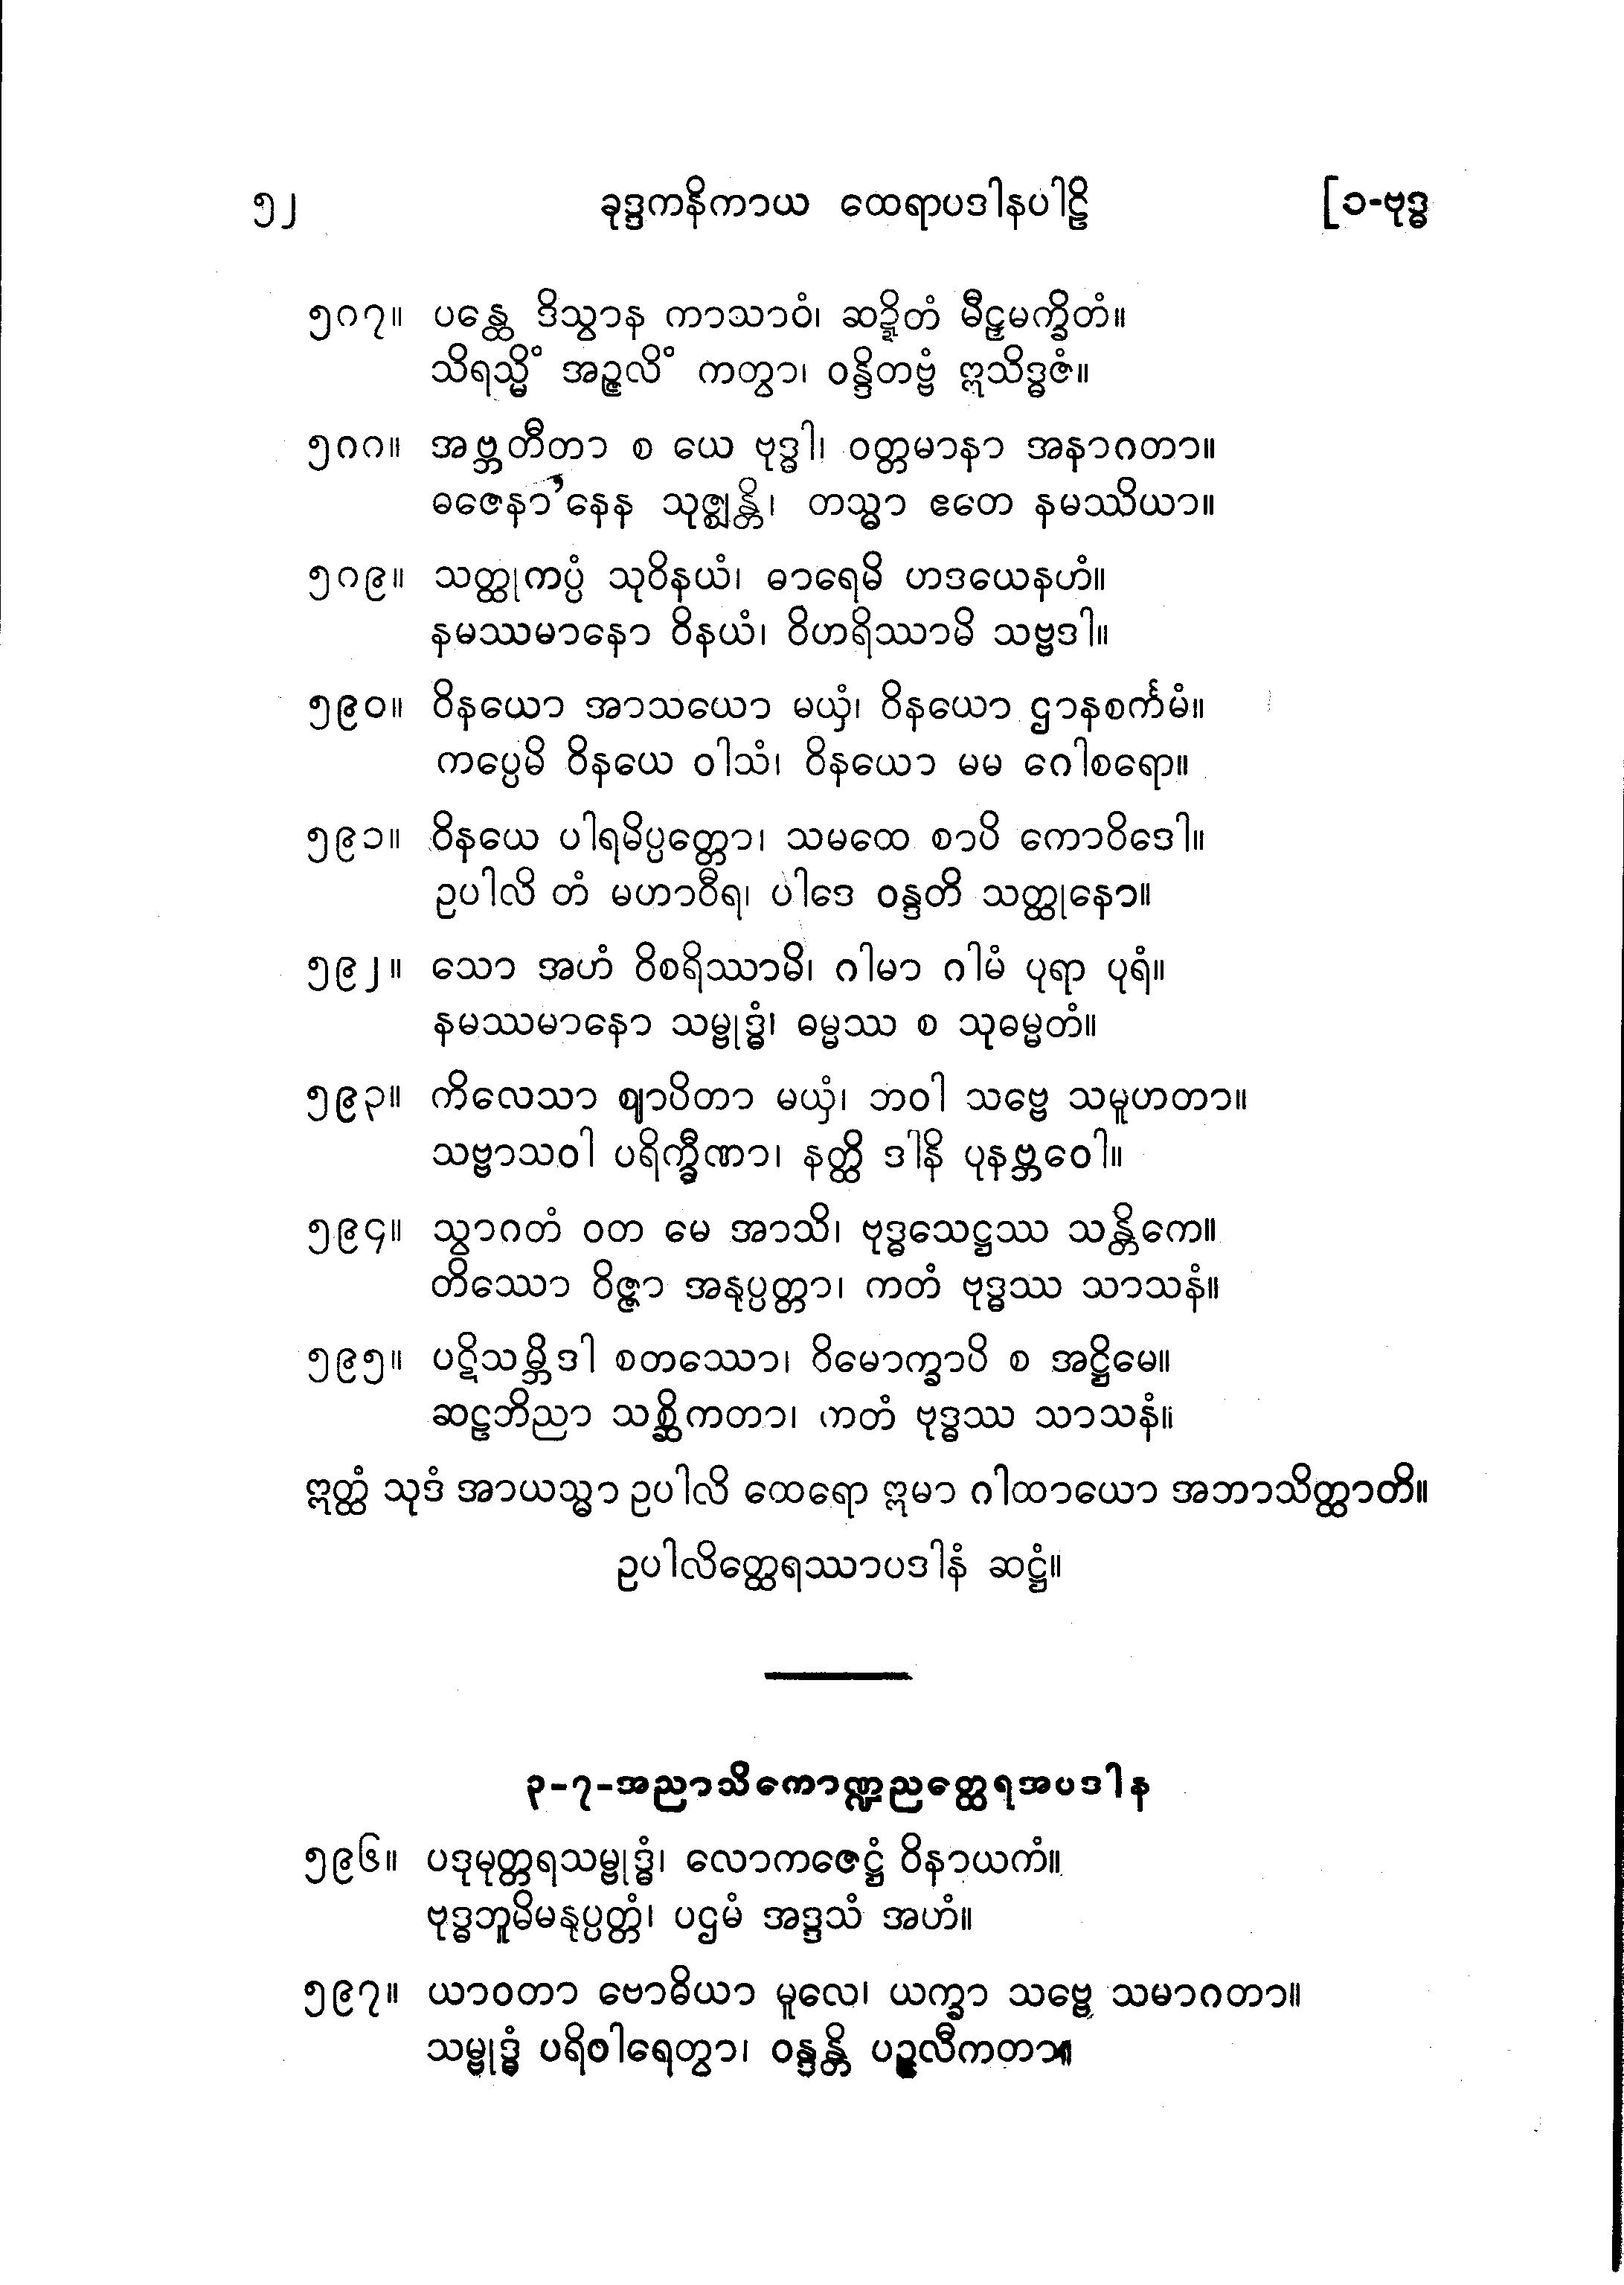 ၅၂ ခုဒ္ဒကနိကာယ ထေရာပဒါနပါဠိ [၁-ဗုဒ္ဓ
၅၈၇။ ပန္ထေ ဒိသွာန ကာသာဝံ၊ ဆဍ္ဍိတံ မီဠှမက္ခိတံ။
သိရသ္မိံ အဉ္ဇလိံ ကတွာ၊ ဝန္ဒိတဗ္ဗံ ဣသိဒ္ဓဇံ။
၅၈၈။ အဗ္ဘတီတာ စ ယေ ဗုဒ္ဓါ၊ ဝတ္တမာနာ အနာဂတာ။
ဓဇေနာ’နေန သုဇ္ဈန္တိ၊ တသ္မာ ဧတေ နမဿိယာ။
၅၈၉။ သတ္ထုကပ္ပံ သုဝိနယံ၊ ဓာရေမိ ဟဒယေနဟံ။
နမဿမာနော ဝိနယံ၊ ဝိဟရိဿာမိ သဗ္ဗဒါ။
၅၉၀။ ဝိနယော အာသယော မယှံ၊ ဝိနယော ဌာနစင်္ကမံ။
ကပ္ပေမိ ဝိနယေ ဝါသံ၊ ဝိနယော မမ ဂေါစရော။
၅၉၁။ ဝိနယေ ပါရမိပ္ပတ္တော၊ သမထေ စာပိ ကောဝိဒေါ။
ဥပါလိ တံ မဟာဝီရ၊ ပါဒေ ဝန္ဒတိ သတ္ထုနော။
၅၉၂။ သော အဟံ ဝိစရိဿာမိ၊ ဂါမာ ဂါမံ ပုရာ ပုရံ။
နမဿမာနော သမ္ဗုဒ္ဓံ၊ ဓမ္မဿ စ သုဓမ္မတံ။
၅၉၃။ ကိလေသာ ဈာပိတာ မယှံ၊ ဘဝါ သဗ္ဗေ သမူဟတာ။
သဗ္ဗာသဝါ ပရိက္ခီဏာ၊ နတ္ထိ ဒါနိ ပုနဗ္ဘဝေါ။
၅၉၄။ သွာဂတံ ဝတ မေ အာသိ၊ ဗုဒ္ဓသေဋ္ဌဿ သန္တိကေ။
တိဿော ဝိဇ္ဇာ အနုပ္ပတ္တာ၊ ကတံ ဗုဒ္ဓဿ သာသနံ။
၅၉၅။ ပဋိသမ္ဘိဒါ စတဿော၊ ဝိမောက္ခာပိ စ အဋ္ဌိမေ။
ဆဠဘိညာ သစ္ဆိကတာ၊ ကတံ ဗုဒ္ဓဿ သာသနံ။
ဣတ္ထံ သုဒံ အာယသ္မာ ဥပါလိ ထေရော ဣမာ ဂါထာယော အဘာသိတ္ထာတိ။
ဥပါလိတ္ထေရဿာပဒါနံ ဆဋ္ဌံ။
၃-၇-အညာသိကောဏ္ဍညတ္ထေရအပဒါန
၅၉၆။ ပဒုမုတ္တရသမ္ဗုဒ္ဓံ၊ လောကဇေဋ္ဌံ ဝိနာယကံ။
ဗုဒ္ဓဘူမိမနုပ္ပတ္တံ၊ ပဌမံ အဒ္ဒသံ အဟံ။
၅၉၇။ ယာဝတာ ဗောဓိယာ မူလေ၊ ယက္ခာ သဗ္ဗေ သမာဂတာ။
သမ္ဗုဒ္ဓံ ပရိဝါရေတွာ၊ ဝန္ဒန္တိ ပဉ္ဇလီကတာ။